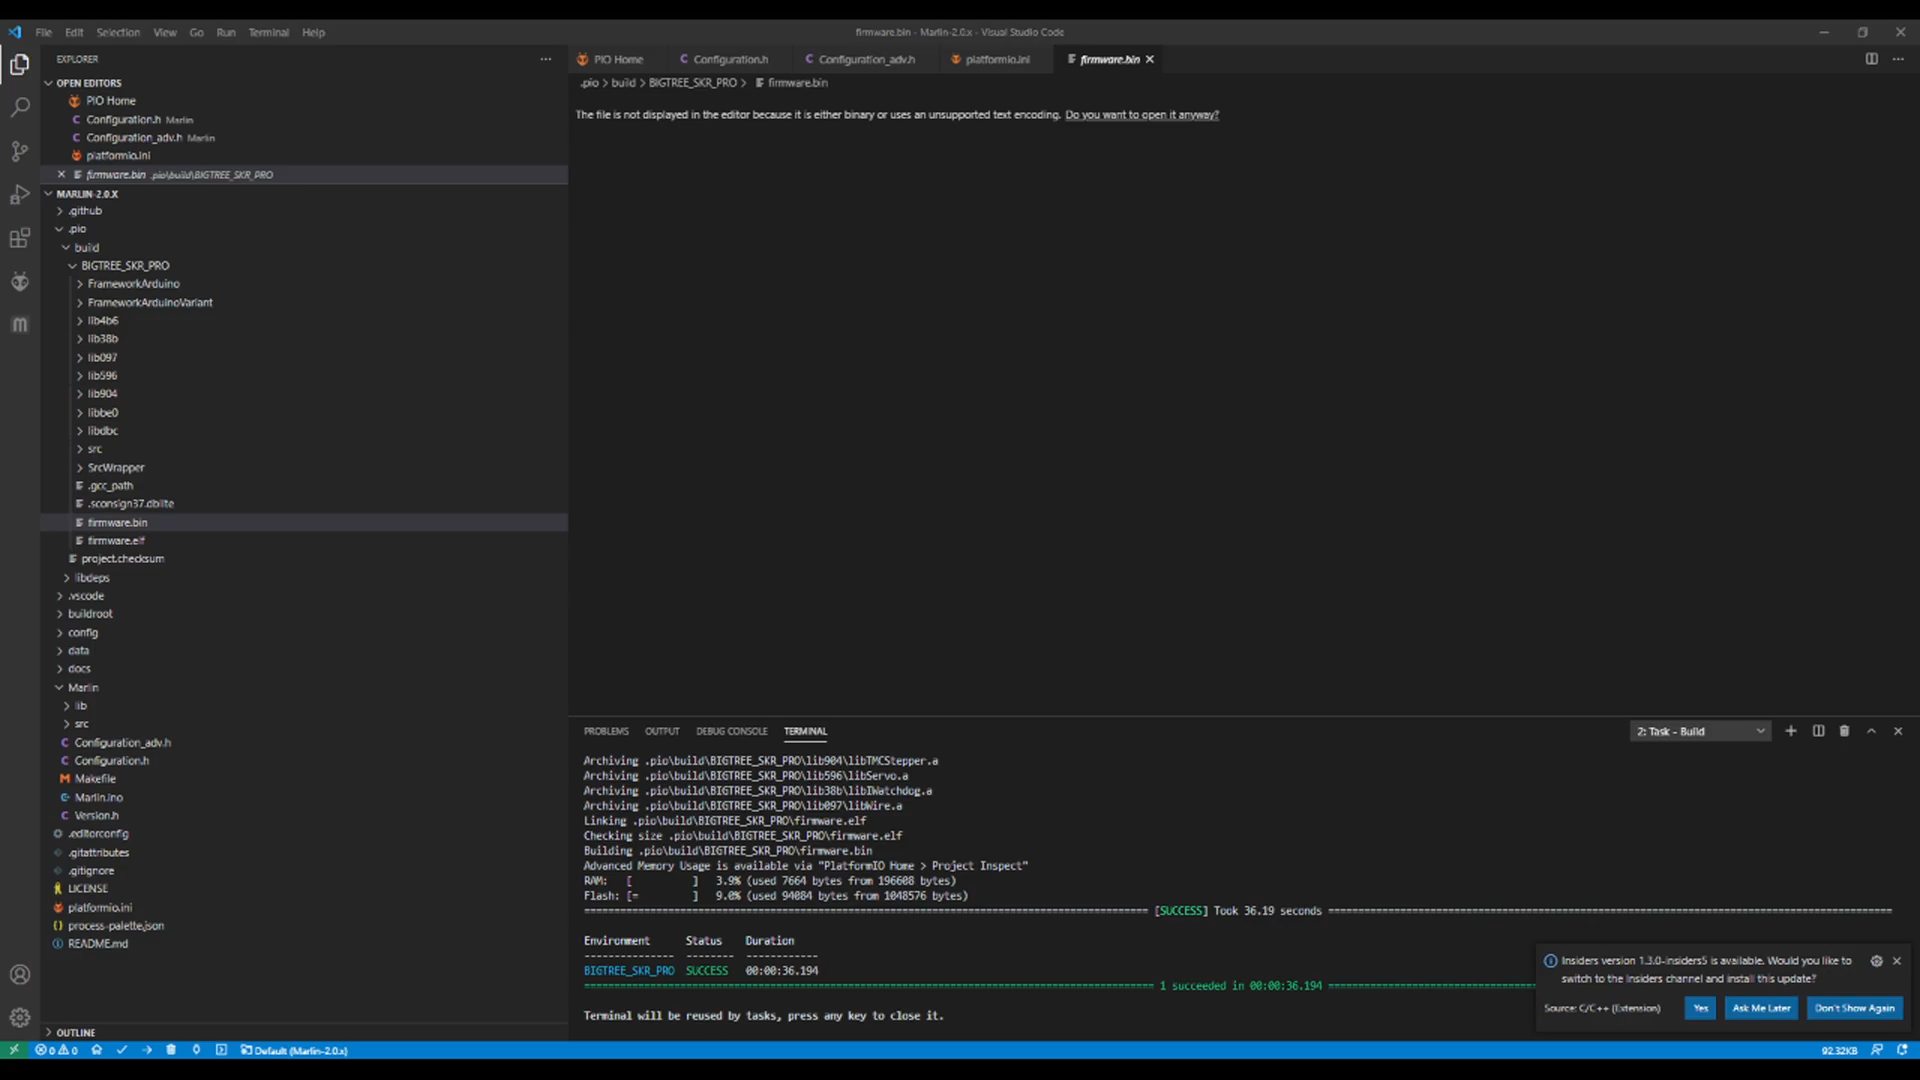 File Edit Selection View Go Run Terminal Help
firmware.bin - Marlin-2.0.x - Visual Studio Code
EXPLORER
OPEN EDITORS
PIO Home
Configuration.h Marlin
Configuration_adv.h Marlin
platformio.ini
firmware.bin .pio\build\BIGTREE_SKR_PRO
MARLIN-2.0.X
.github
.pio
build
BIGTREE_SKR_PRO
FrameworkArduino
FrameworkArduinoVariant
lib4b6
lib38b
lib097
lib596
lib904
libbe0
libdbc
src
SrcWrapper
.gcc_path
.sconsign37.dblite
firmware.bin
firmware.elf
project.checksum
libdeps
.vscode
buildroot
config
data
docs
Marlin
lib
src
Configuration_adv.h
Configuration.h
Makefile
Marlin.ino
Version.h
.editorconfig
.gitattributes
.gitignore
LICENSE
platformio.ini
process-palette.json
README.md
OUTLINE
PIO Home Configuration.h Configuration_adv.h platformio.ini firmware.bin
.pio > build > BIGTREE_SKR_PRO > firmware.bin
The file is not displayed in the editor because it is either binary or uses an unsupported text encoding. Do you want to open it anyway?
PROBLEMS OUTPUT DEBUG CONSOLE TERMINAL
2: Task - Build
Archiving .pio\build\BIGTREE_SKR_PRO\lib904\libTMCStepper.a
Archiving .pio\build\BIGTREE_SKR_PRO\lib596\libServo.a
Archiving .pio\build\BIGTREE_SKR_PRO\lib38b\libIWatchdog.a
Archiving .pio\build\BIGTREE_SKR_PRO\lib097\libWire.a
Linking .pio\build\BIGTREE_SKR_PRO\firmware.elf
Checking size .pio\build\BIGTREE_SKR_PRO\firmware.elf
Building .pio\build\BIGTREE_SKR_PRO\firmware.bin
Advanced Memory Usage is available via "PlatformIO Home > Project Inspect"
RAM: [ ] 3.9% (used 7664 bytes from 196608 bytes)
Flash: [= ] 9.0% (used 94084 bytes from 1048576 bytes)
[SUCCESS] Took 36.19 seconds
Environment Status Duration
BIGTREE_SKR_PRO SUCCESS 00:00:36.194
1 succeeded in 00:00:36.194
Terminal will be reused by tasks, press any key to close it.
Insiders version 1.3.0-insiders5 is available. Would you like to
switch to the Insiders channel and install this update?
Source: C/C++ (Extension) Yes Ask Me Later Don't Show Again
0 0 Default (Marlin-2.0.x) 92.32KB